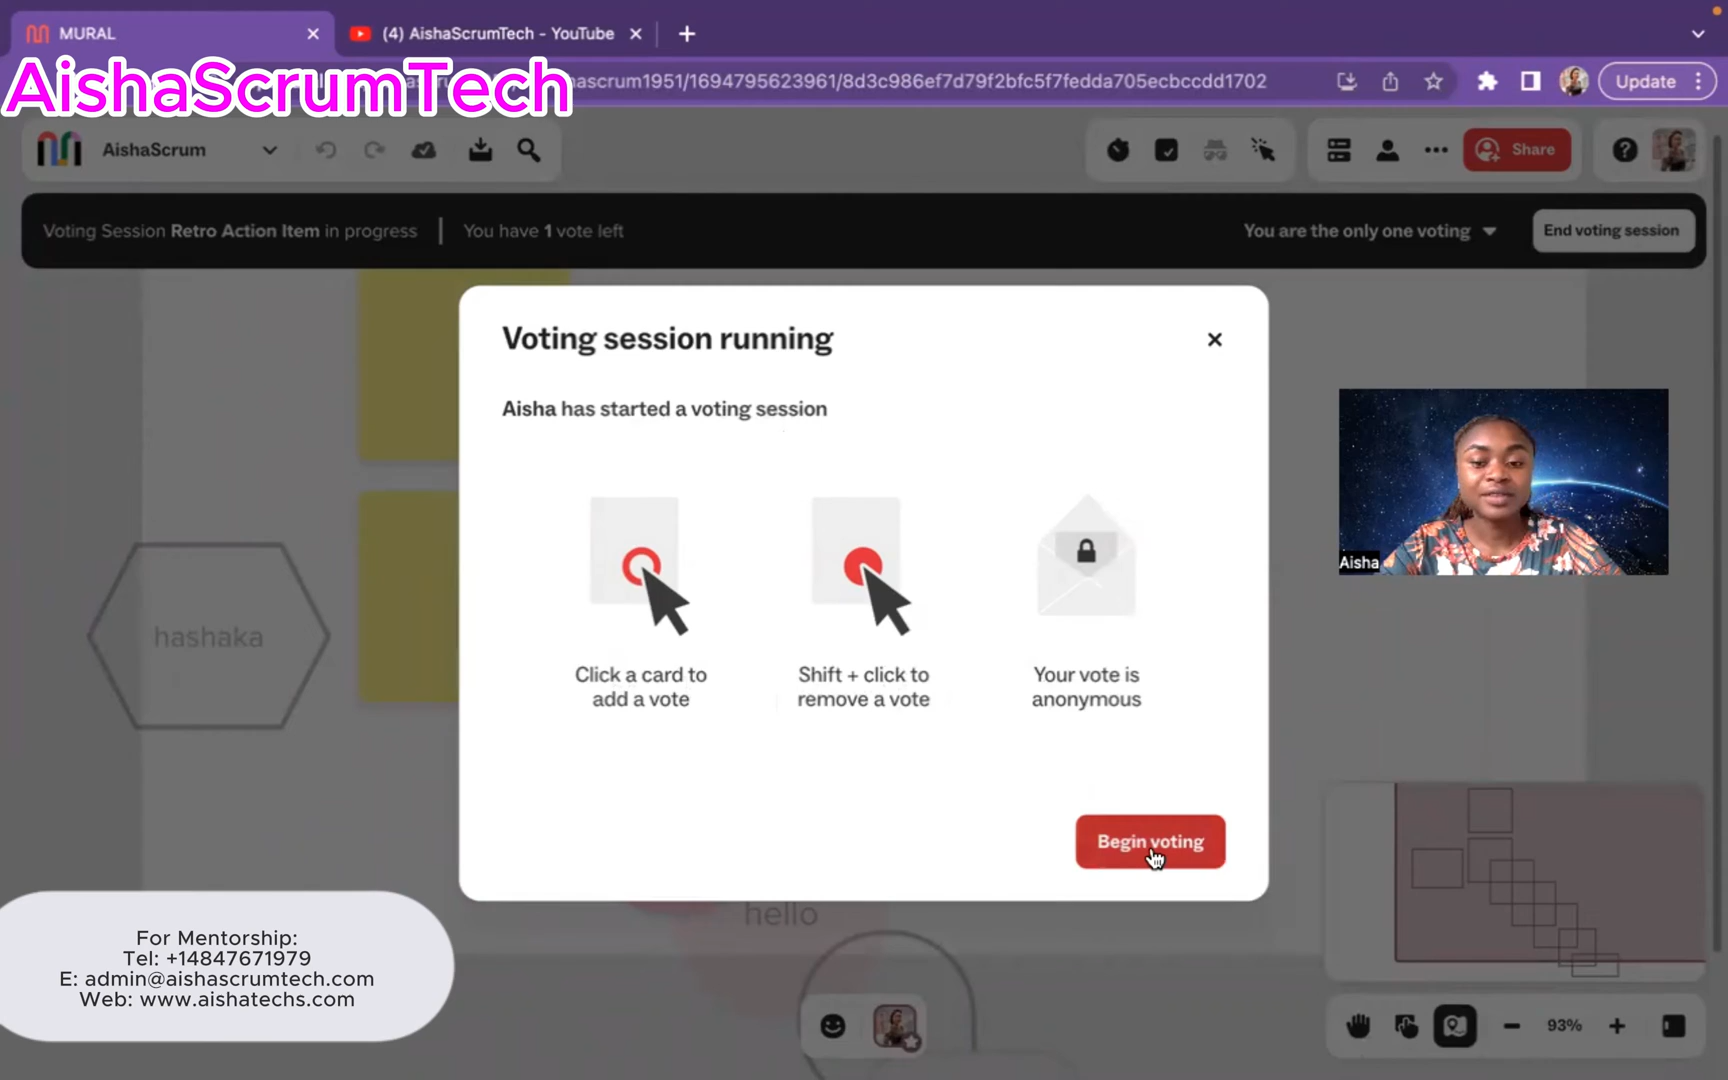 MURAL
(4) AishaScrumTech - YouTube
AishaScrumTech
ascrum1951/1694795623961/8d3c986ef7d79f2bfc5f7fedda705ecbccdd1702
Update
AishaScrum
Share
Voting Session Retro Action Item in progress
You have 1 vote left
You are the only one voting
End voting session
Voting session running
Aisha has started a voting session
Click a card to
add a vote
Shift + click to
remove a vote
Your vote is
anonymous
Begin voting
Aisha
hashaka
hello
For Mentorship:
Tel: +14847671979
E: admin@aishascrumtech.com
Web: www.aishatechs.com
93%